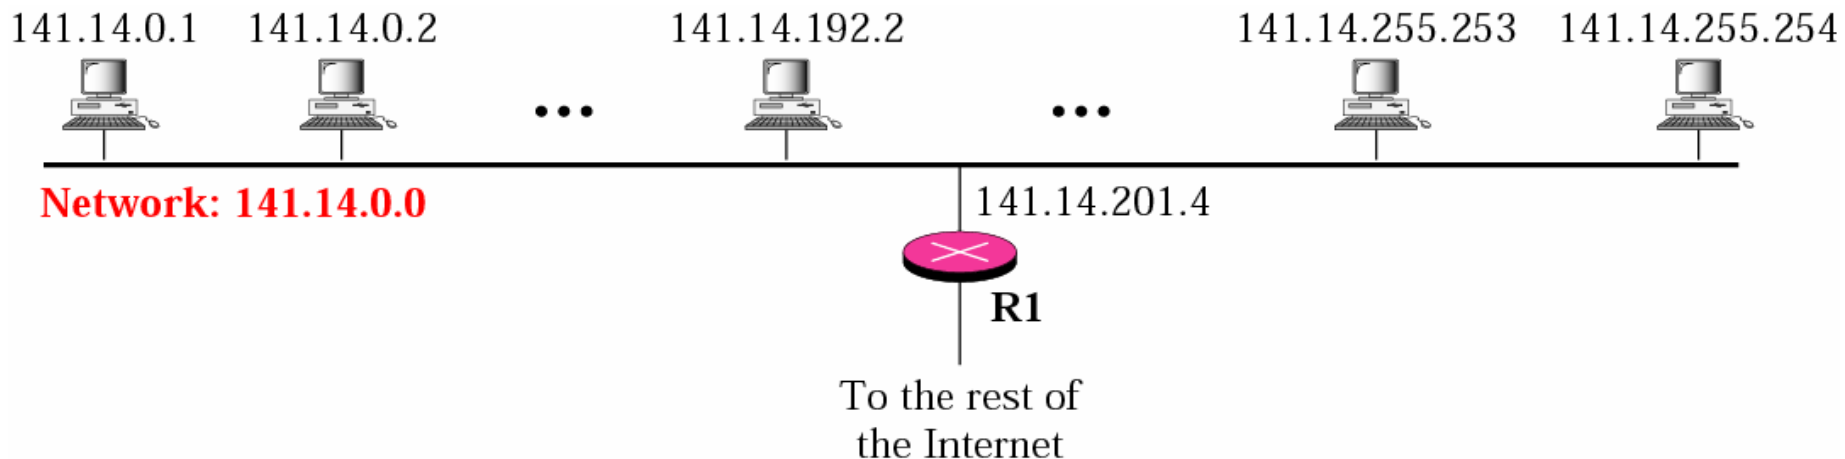 141.14.0.1 141.14.0.2 141.14.192.2 141.14.255.253 141.14.255.254
Network: 141.14.0.0
141.14.201.4
R1
To the rest of
the Internet